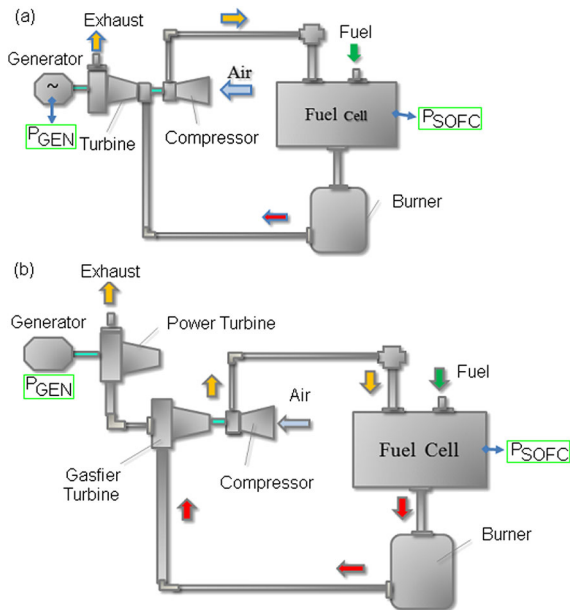 (a)
Exhaust
Fuel
Generator
Air
~
Fuel Cell
PSOFC
PGEN
Turbine
Compressor
Burner
(b)
Exhaust
Generator
Power Turbine
Air
Fuel
PGEN
Fuel Cell
PSOFC
Gasfier
Turbine
Compressor
Burner